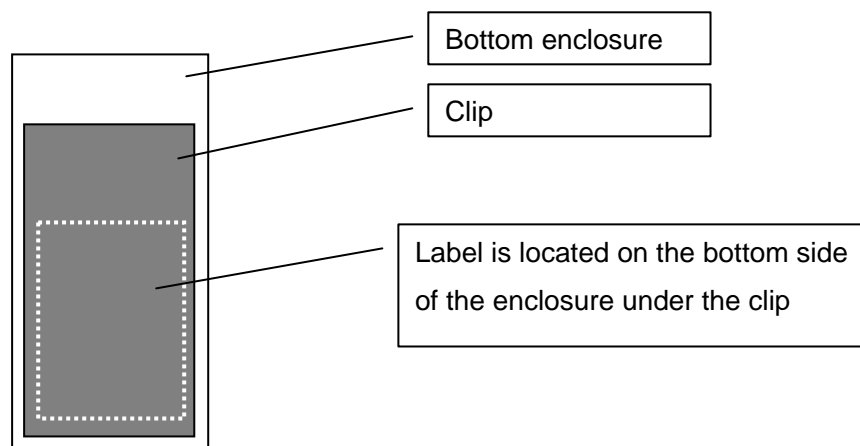 Bottom enclosure
Clip
Label is located on the bottom side
of the enclosure under the clip